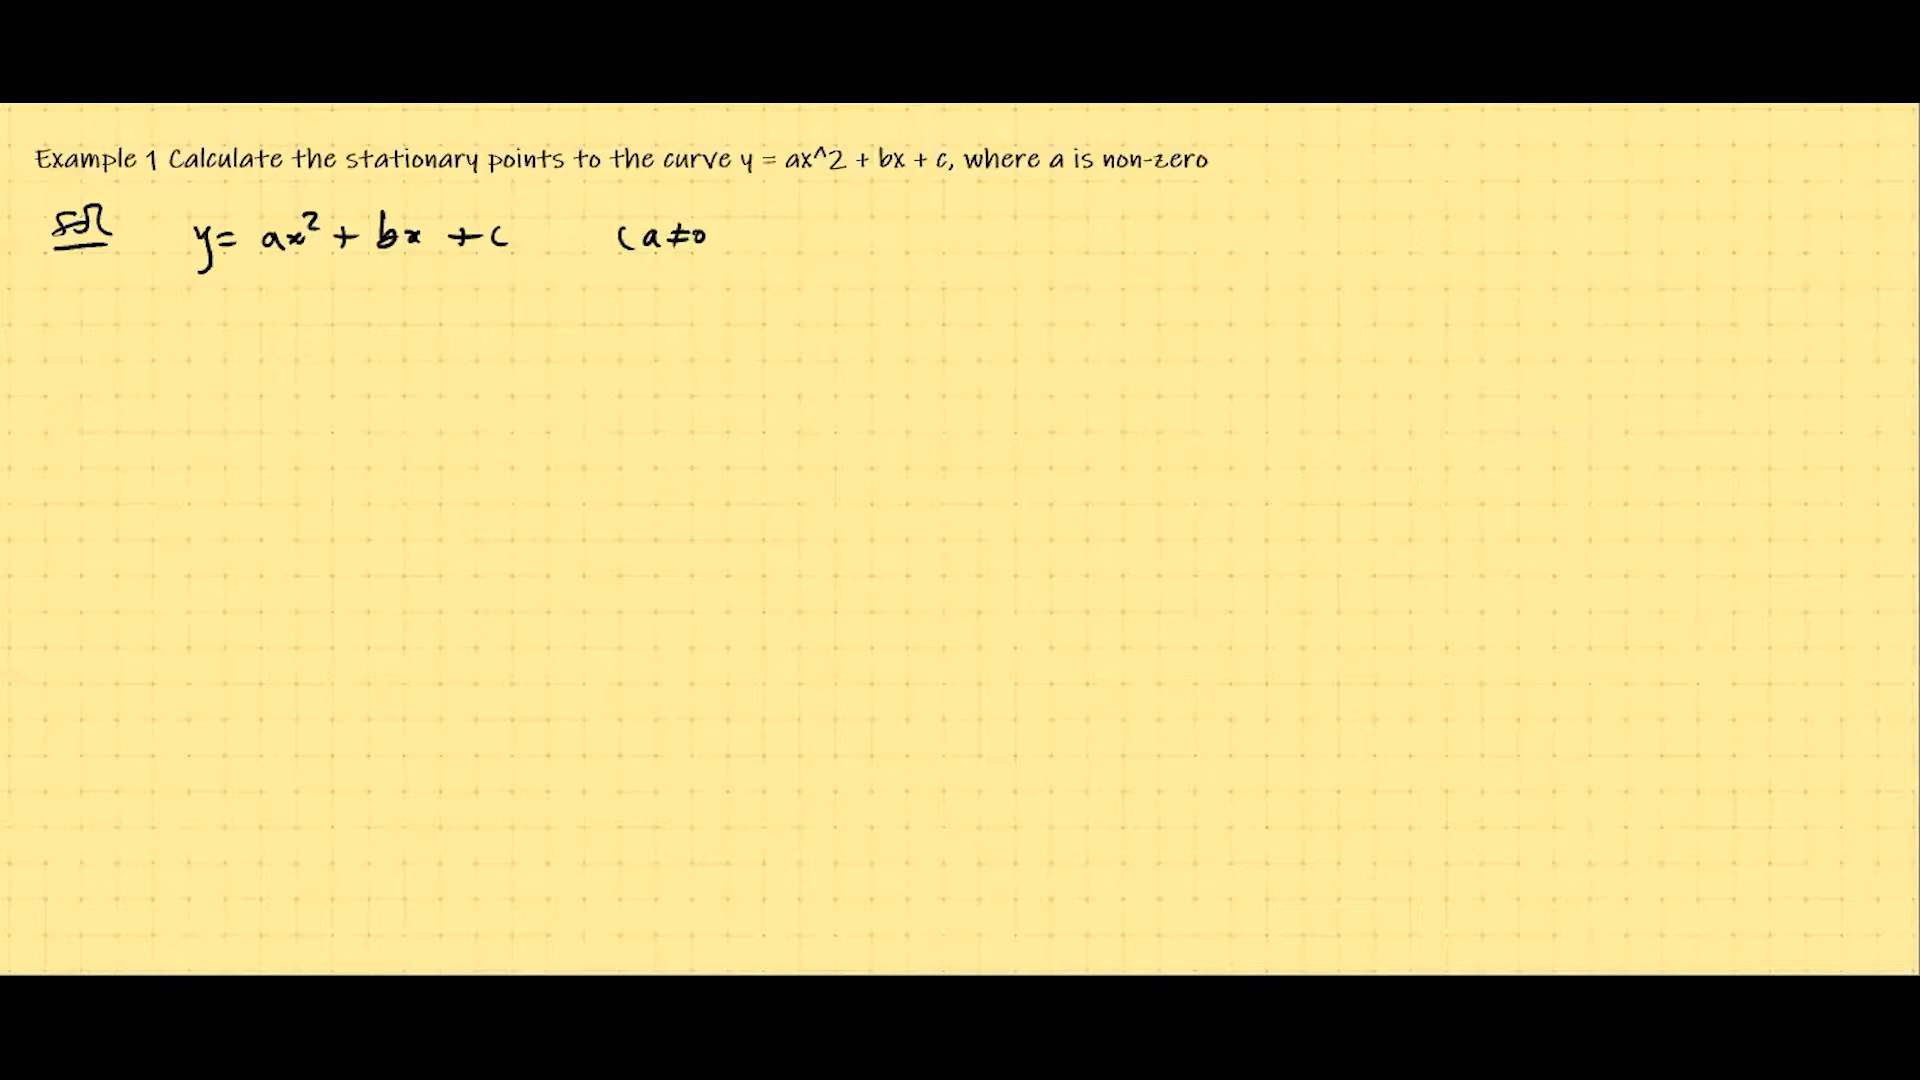 Example 1 Calculate the stationary points to the curve y = ax^2 + bx + c, where a is non-zero
Sol y = ax² + bx + c (a≠0